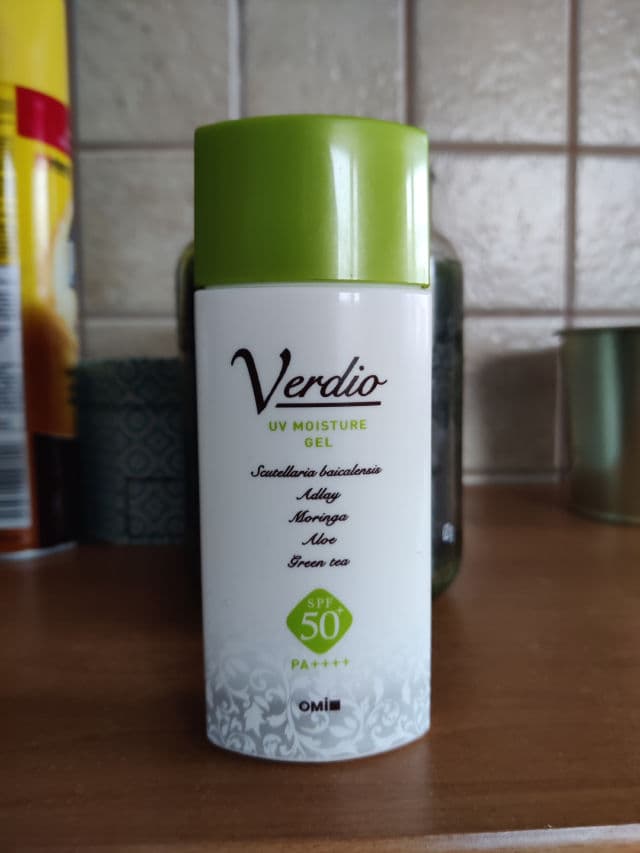 Verdio
UV MOISTURE
GEL
Scutellaria baicalensis
Adlay
Moringa
Aloe
Green tea
SPF
50+
PA++++
OMI